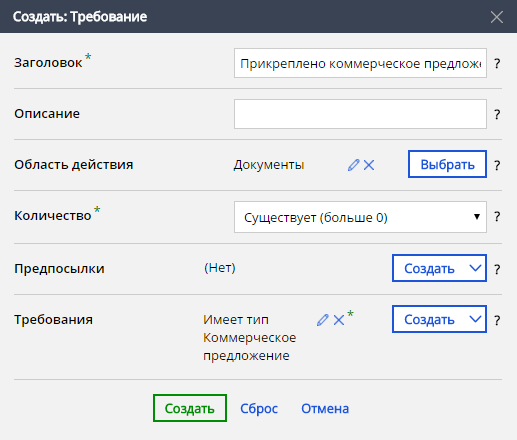 Создать: Требование
Заголовок *
Прикреплено коммерческое предлож
?
Описание
?
Область действия
Документы
Выбрать
?
Количество *
Существует (больше 0)
?
Предпосылки
(Нет)
Создать
?
Требования
Имеет тип
Коммерческое
предложение
*
Создать
?
Создать
Сброс
Отмена